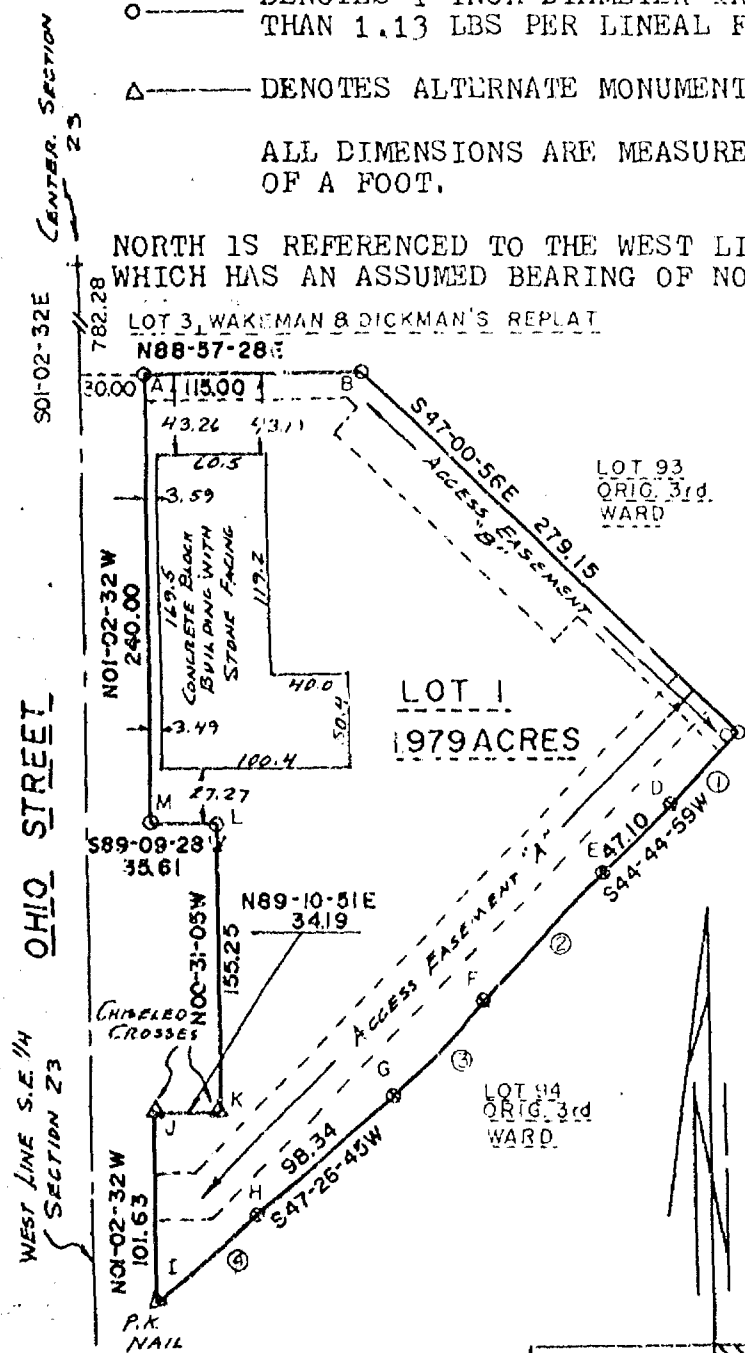 THAN 1.13 LBS PER LINEAL F
DENOTES ALTERNATE MONUMENT
ALL DIMENSIONS ARE MEASURE
OF A FOOT.
NORTH IS REFERENCED TO THE WEST LI
WHICH HAS AN ASSUMED BEARING OF NO
CENTER. SECTION
23
S01-02-32E
782.28
LOT 3, WAKEMAN & DICKMAN'S REPLAT
N88-57-28E
30.00
A
115.00
B
43.26
43.11
60.5
3.59
169.5
119.2
CONCRETE BLOCK
BUILDING WITH
STONE FACING
N01-02-32W
240.00
40.0
50.4
3.49
100.4
27.27
S47-00-56E 279.15
ACCESS EASEMENT
"B"
LOT 93
ORIG. 3rd
WARD
LOT 1
1.979 ACRES
C
①
D
47.10
S44-44-59W
E
②
F
③
G
98.34
S47-26-45W
H
④
I
ACCESS EASEMENT "A"
M
L
S89-09-28W
35.61
N89-10-51E
34.19
N00-31-05W
155.25
CHISELED
CROSSES
J
K
LOT 94
ORIG. 3rd
WARD
OHIO STREET
WEST LINE S.E. 1/4
SECTION 23
N01-02-32W
101.63
P.K.
NAIL